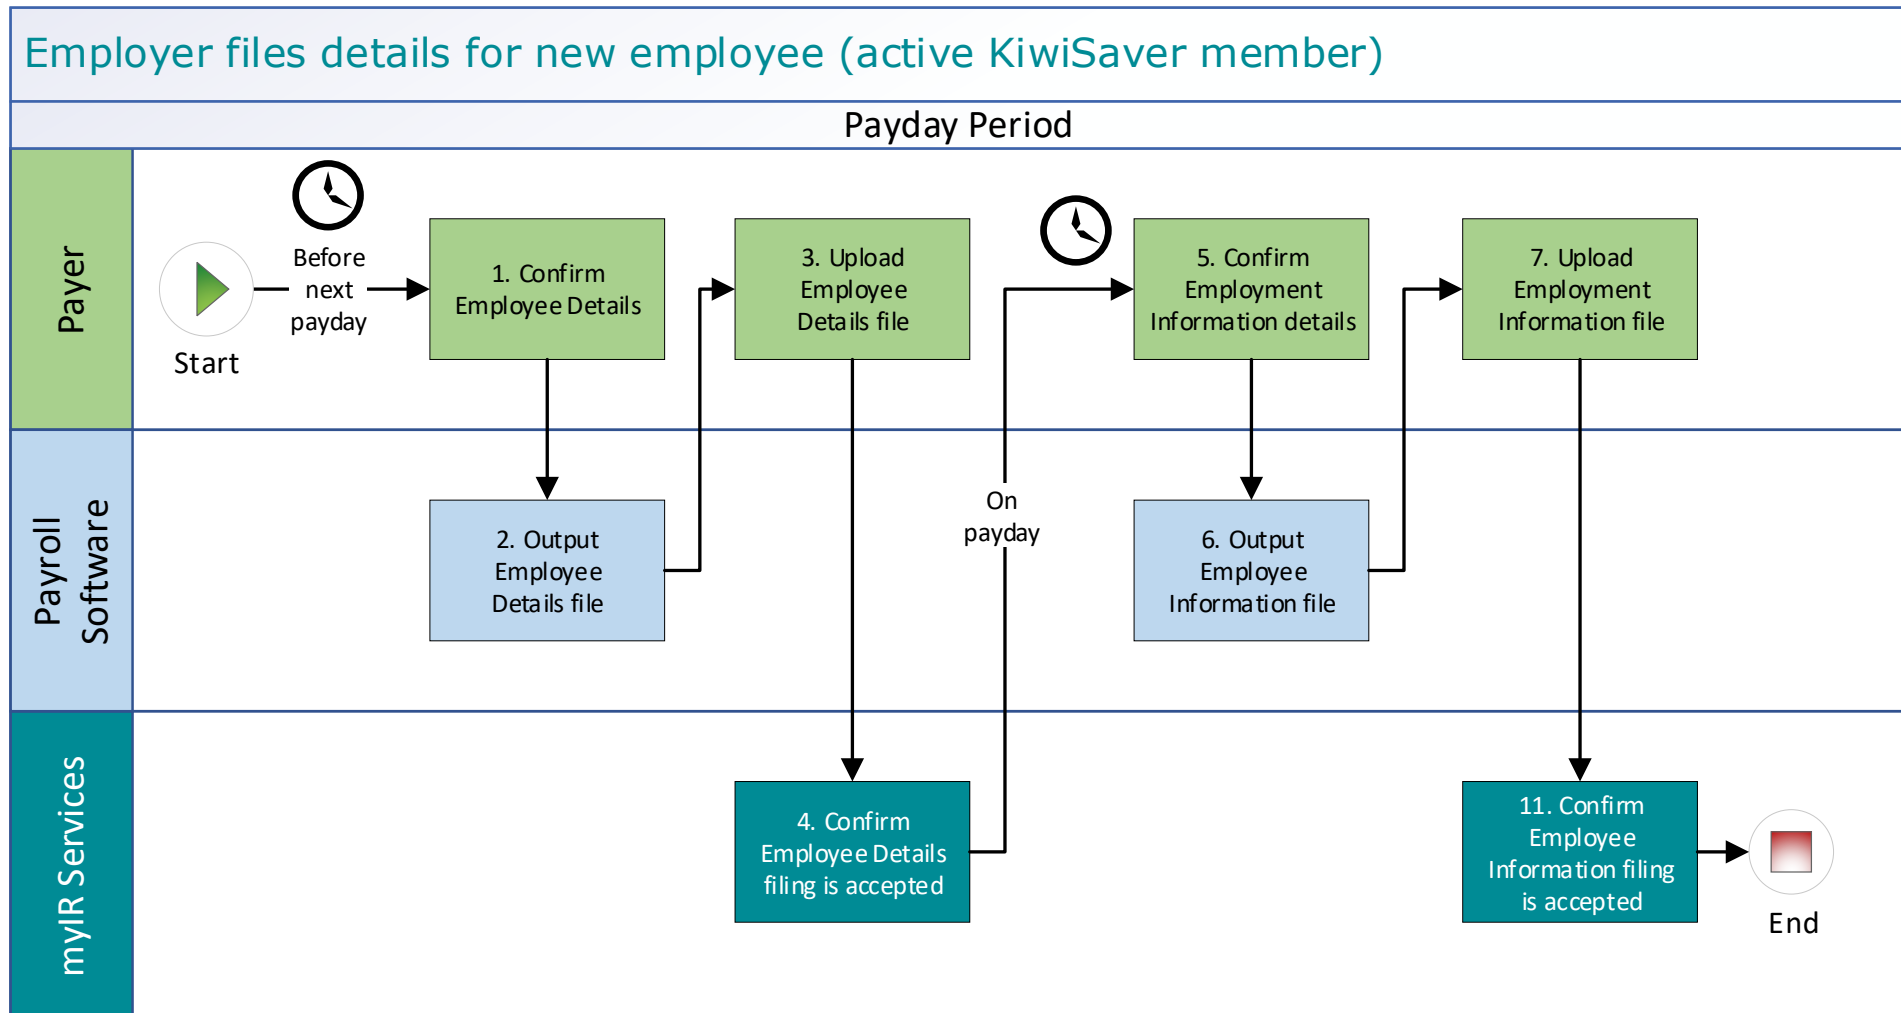 Employer files details for new employee (active KiwiSaver member)
Payday Period
Payer
Start
Before
next
payday
1. Confirm
Employee Details
3. Upload
Employee
Details file
5. Confirm
Employment
Information details
7. Upload
Employment
Information file
Payroll
Software
2. Output
Employee
Details file
On
payday
6. Output
Employee
Information file
myIR Services
4. Confirm
Employee Details
filing is accepted
11. Confirm
Employee
Information filing
is accepted
End